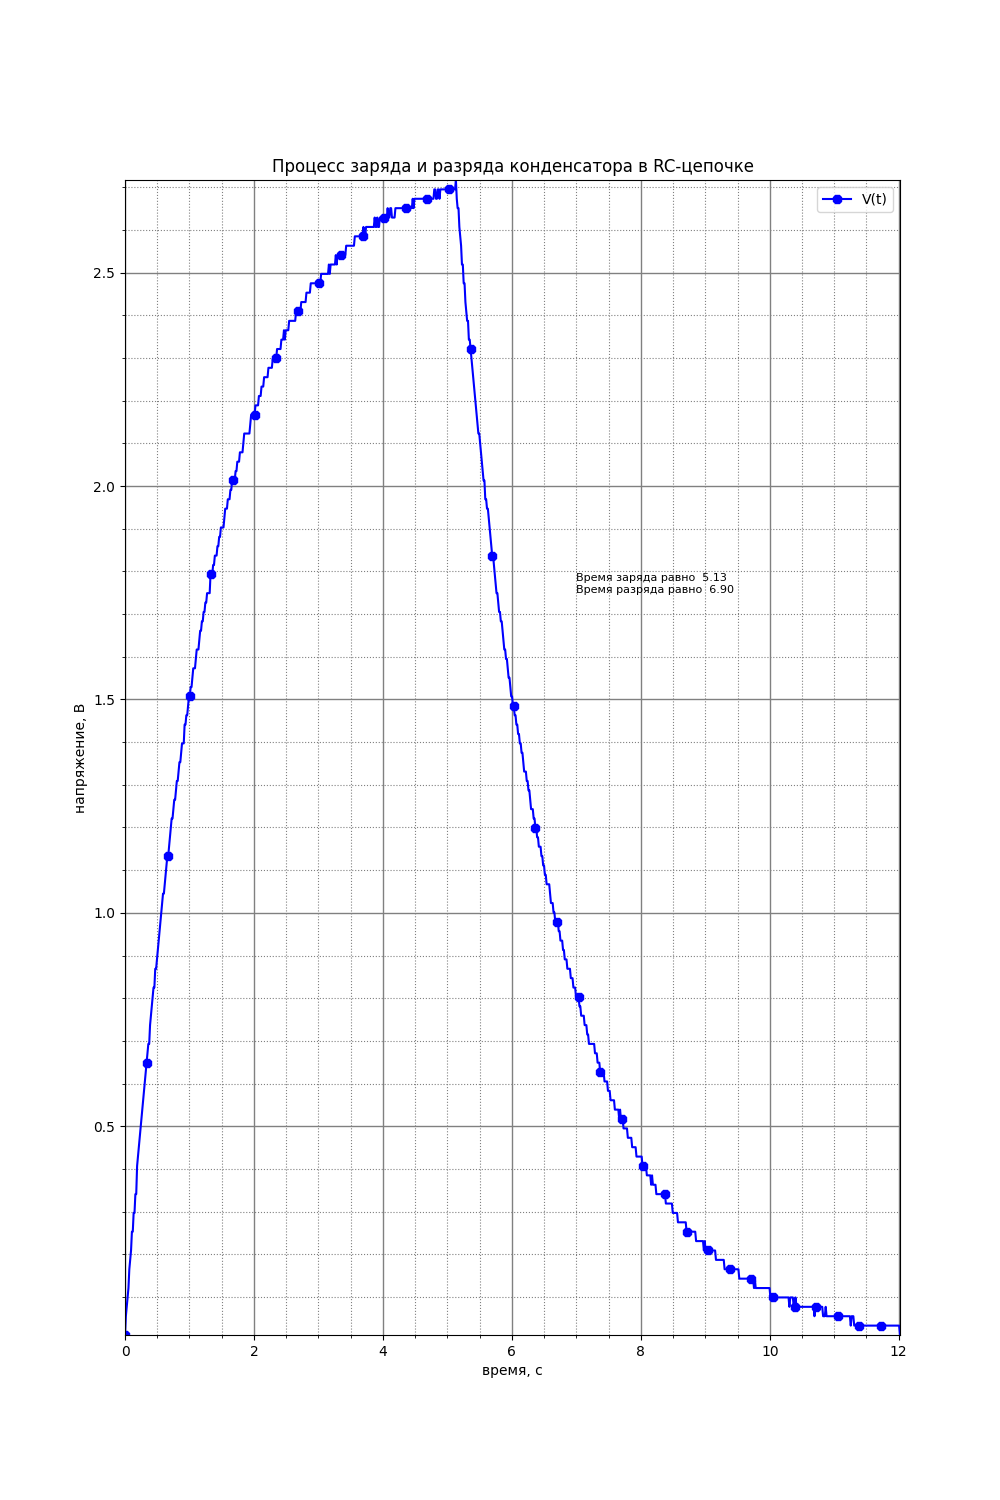 Процесс заряда и разряда конденсатора в RC-цепочке
V(t)
2.5
2.0
Время заряда равно  5.13
Время разряда равно  6.90
1.5
напряжение, В
1.0
0.5
0 2 4 6 8 10 12
время, с